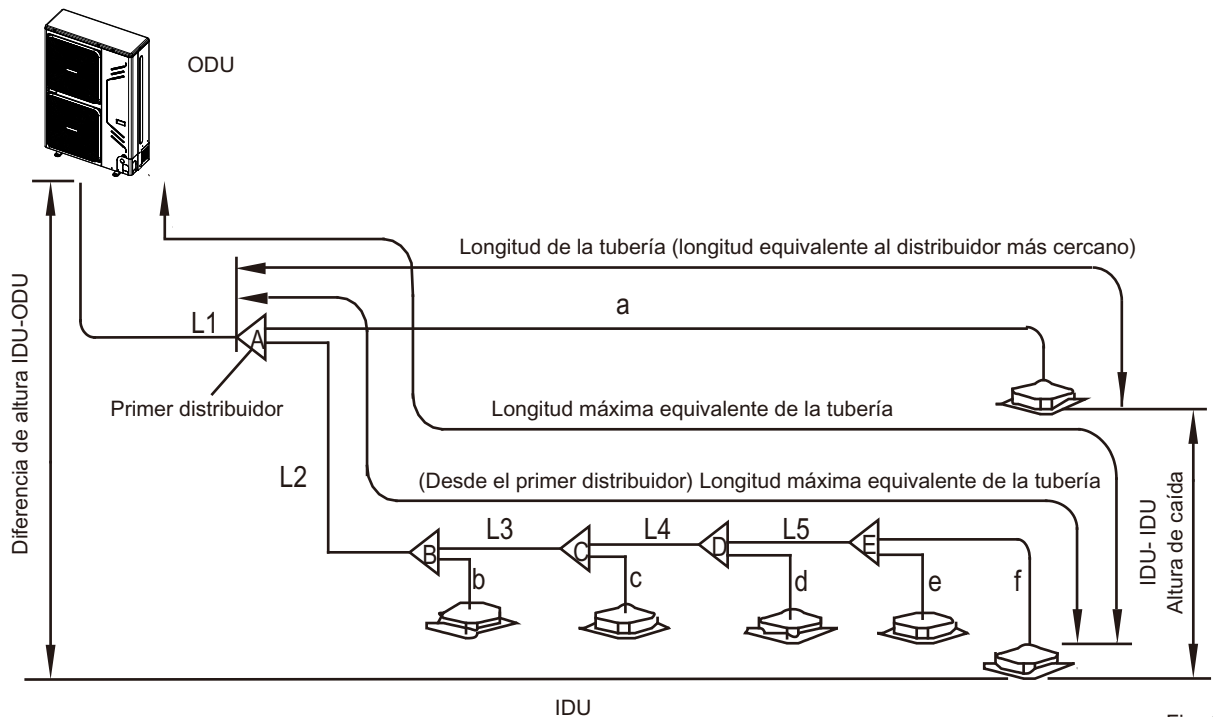 ODU
Longitud de la tubería (longitud equivalente al distribuidor más cercano)
a
L1
A
Primer distribuidor
Longitud máxima equivalente de la tubería
Diferencia de altura IDU-ODU
L2
(Desde el primer distribuidor) Longitud máxima equivalente de la tubería
L3
L4
L5
B
C
D
E
b
c
d
e
f
IDU- IDU
Altura de caída
IDU